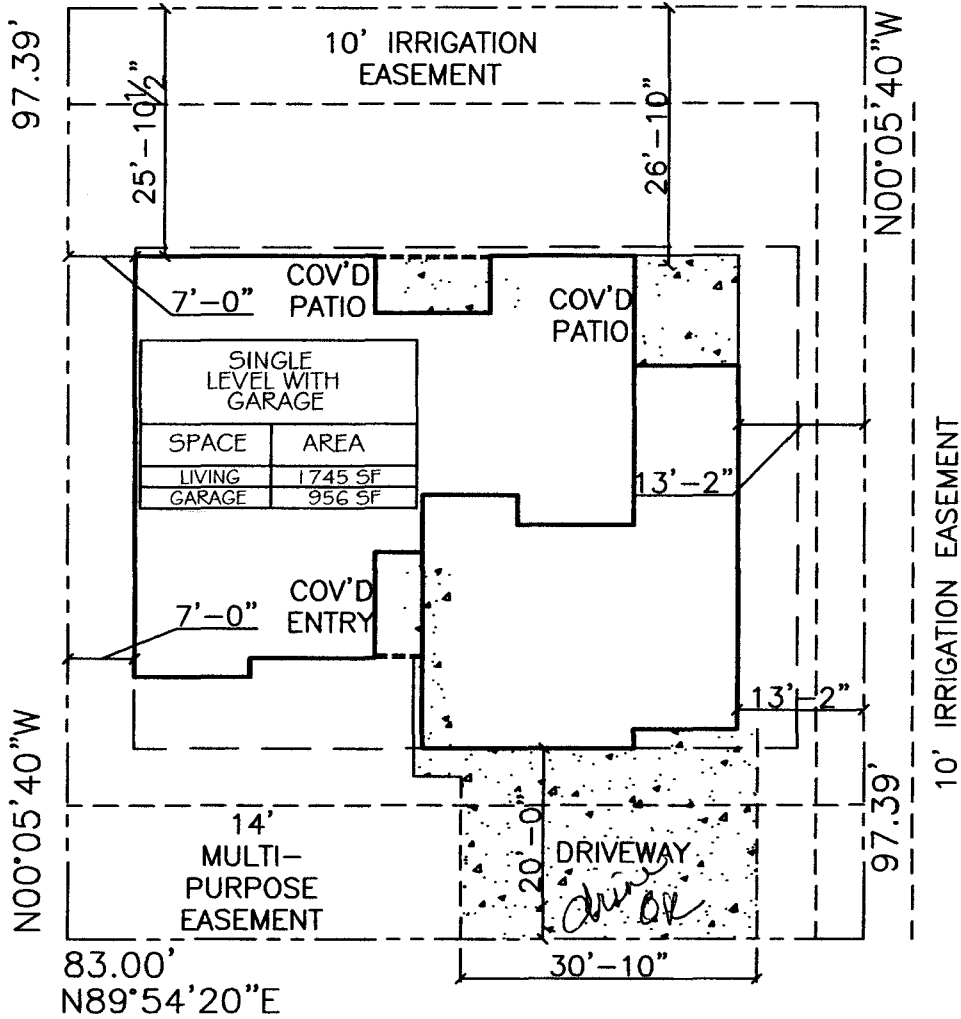 97.39'
10' IRRIGATION
EASEMENT
N00°05'40"W
25'-10½"
26'-10"
7'-0"
COV'D
PATIO
COV'D
PATIO
SINGLE
LEVEL WITH
GARAGE
SPACE AREA
LIVING 1745 SF
GARAGE 956 SF
13'-2"
10' IRRIGATION EASEMENT
7'-0"
COV'D
ENTRY
13'-2"
N00°05'40"W
97.39'
14'
MULTI-
PURPOSE
EASEMENT
20'-0"
DRIVEWAY
drive
OK
83.00'
N89°54'20"E
30'-10"